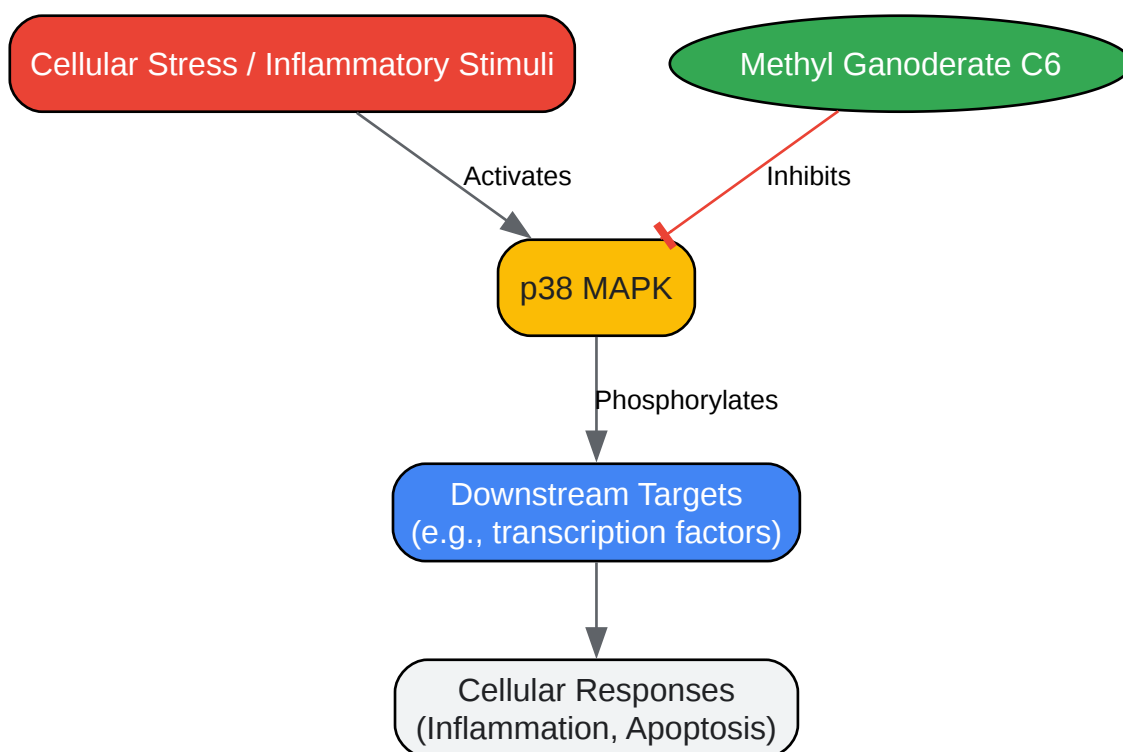 Cellular Stress / Inflammatory Stimuli
Methyl Ganoderate C6
Activates
Inhibits
p38 MAPK
Phosphorylates
Downstream Targets
(e.g., transcription factors)
Cellular Responses
(Inflammation, Apoptosis)